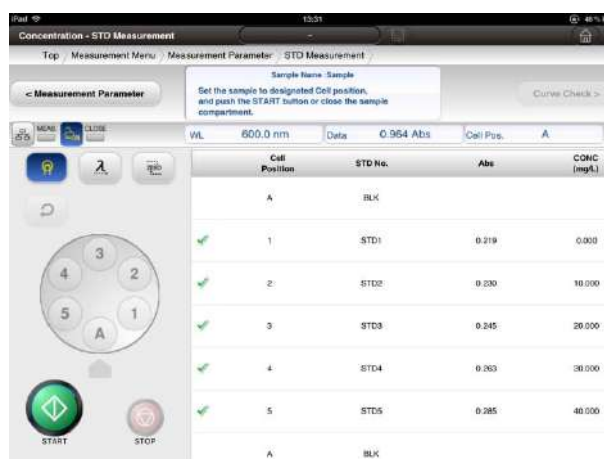 iPad
13:31
48%
Concentration - STD Measurement
Top / Measurement Menu / Measurement Parameter / STD Measurement
< Measurement Parameter
Sample Name :Sample
Set the sample to designated Cell position,
and push the START button or close the sample
compartment.
Curve Check >
MEAS. CLOSE
WL 600.0 nm Data 0.964 Abs Cell Pos. A
λ ZERO
Cell Position STD No. Abs CONC (mg/L)
A BLK
1 STD1 0.219 0.000
2 STD2 0.230 10.000
3 STD3 0.245 20.000
4 STD4 0.263 30.000
5 STD5 0.285 40.000
A BLK
3
4 2
5 1
A
START STOP